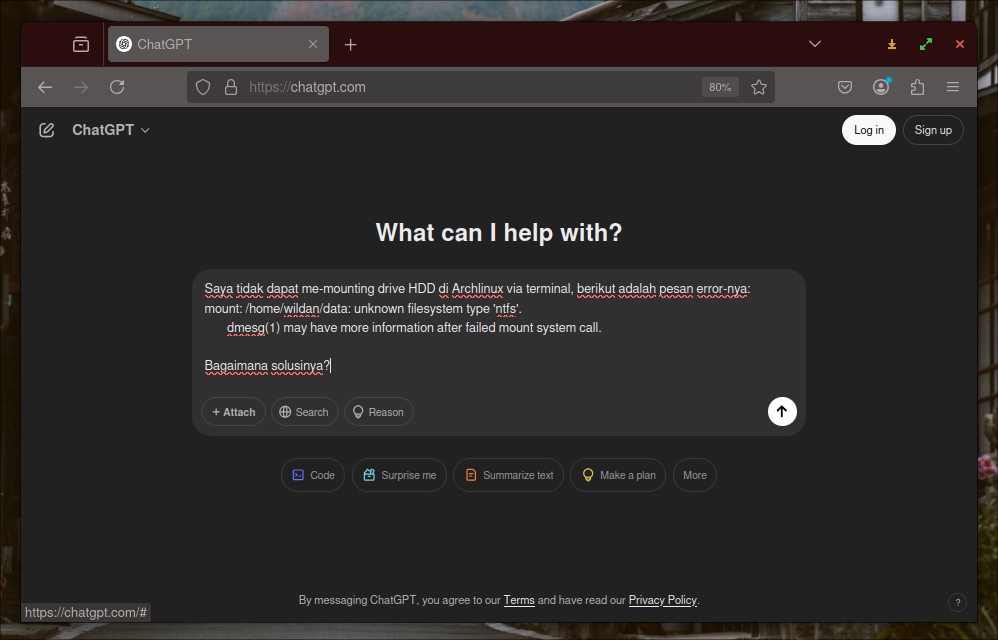 ChatGPT
https://chatgpt.com
80%
ChatGPT
Log in
Sign up
What can I help with?
Saya tidak dapat me-mounting drive HDD di Archlinux via terminal, berikut adalah pesan error-nya:
mount: /home/wildan/data: unknown filesystem type 'ntfs'.
dmesg(1) may have more information after failed mount system call.
Bagaimana solusinya?
+ Attach
Search
Reason
Code
Surprise me
Summarize text
Make a plan
More
By messaging ChatGPT, you agree to our Terms and have read our Privacy Policy.
?
https://chatgpt.com/#